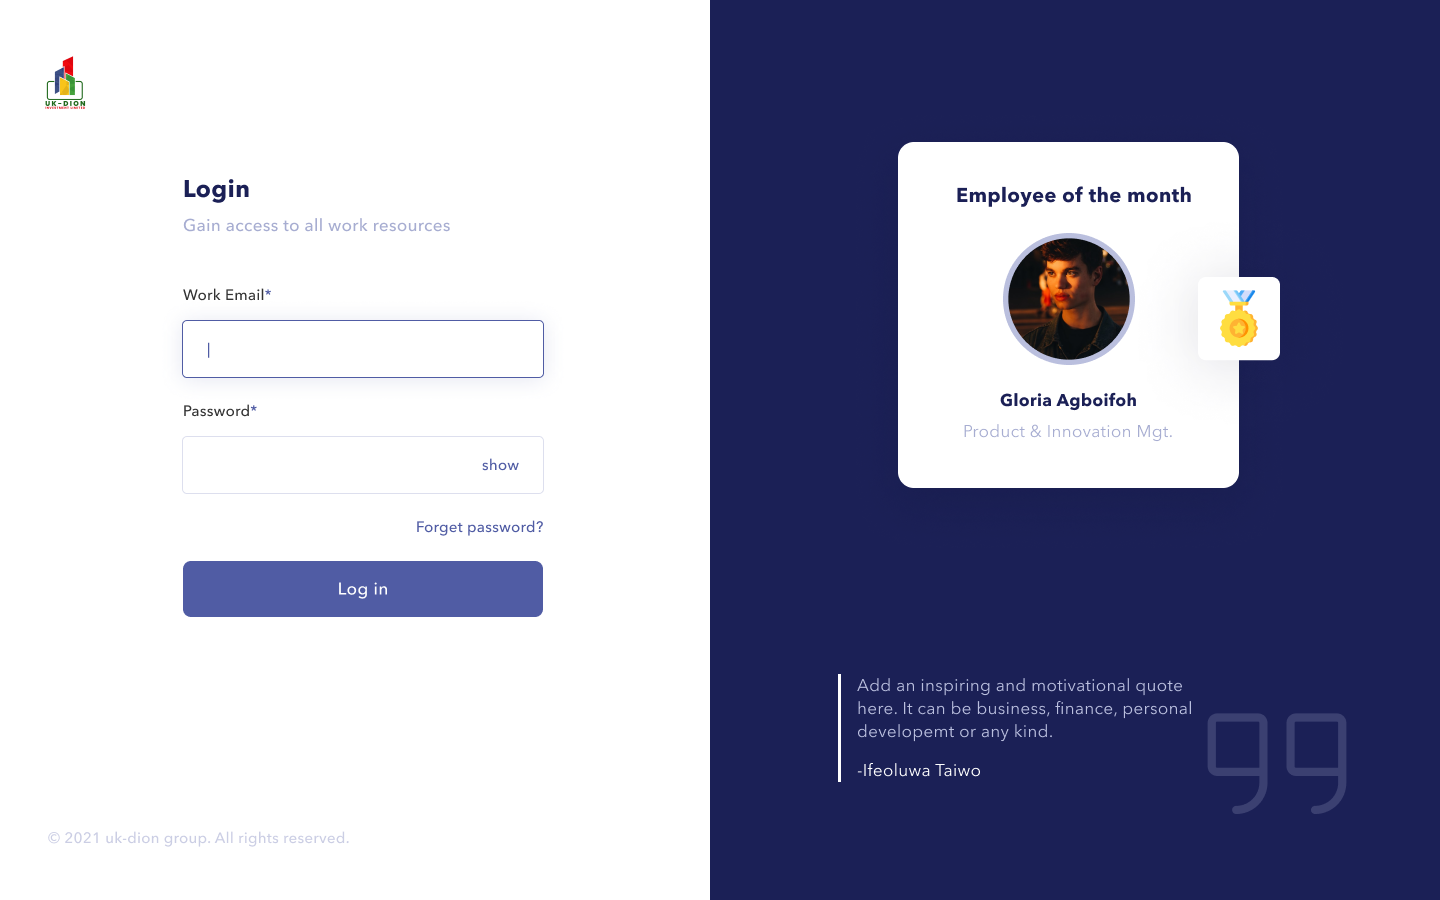 UK-DION
INVESTMENT LIMITED
Login
Gain access to all work resources
Work Email*
Password*
show
Forget password?
Log in
© 2021 uk-dion group. All rights reserved.
Employee of the month
Gloria Agboifoh
Product & Innovation Mgt.
Add an inspiring and motivational quote
here. It can be business, finance, personal
developemt or any kind.
-Ifeoluwa Taiwo